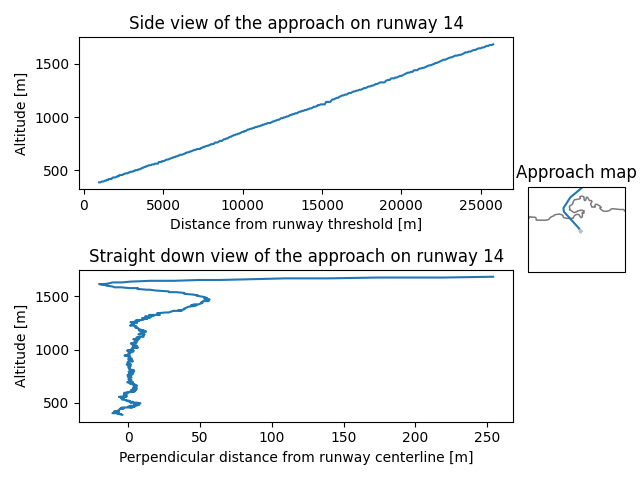 Side view of the approach on runway 14
Altitude [m]
1500
1000
500
0 5000 10000 15000 20000 25000
Distance from runway threshold [m]
Approach map
Straight down view of the approach on runway 14
Altitude [m]
1500
1000
500
0 50 100 150 200 250
Perpendicular distance from runway centerline [m]